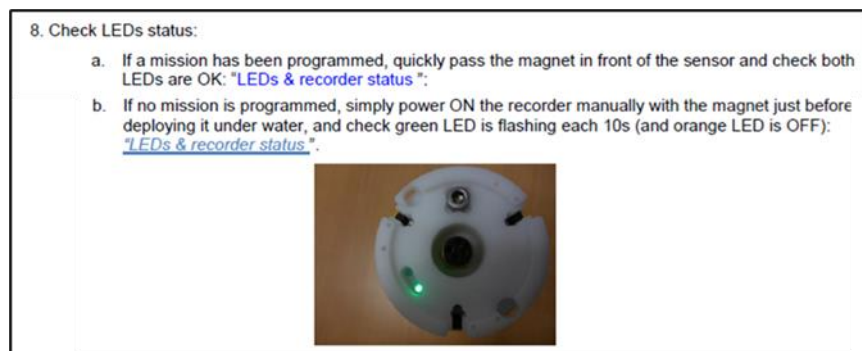 8. Check LEDs status:
a. If a mission has been programmed, quickly pass the magnet in front of the sensor and check both
LEDs are OK: “LEDs & recorder status ”:
b. If no mission is programmed, simply power ON the recorder manually with the magnet just before
deploying it under water, and check green LED is flashing each 10s (and orange LED is OFF):
“LEDs & recorder status ”.